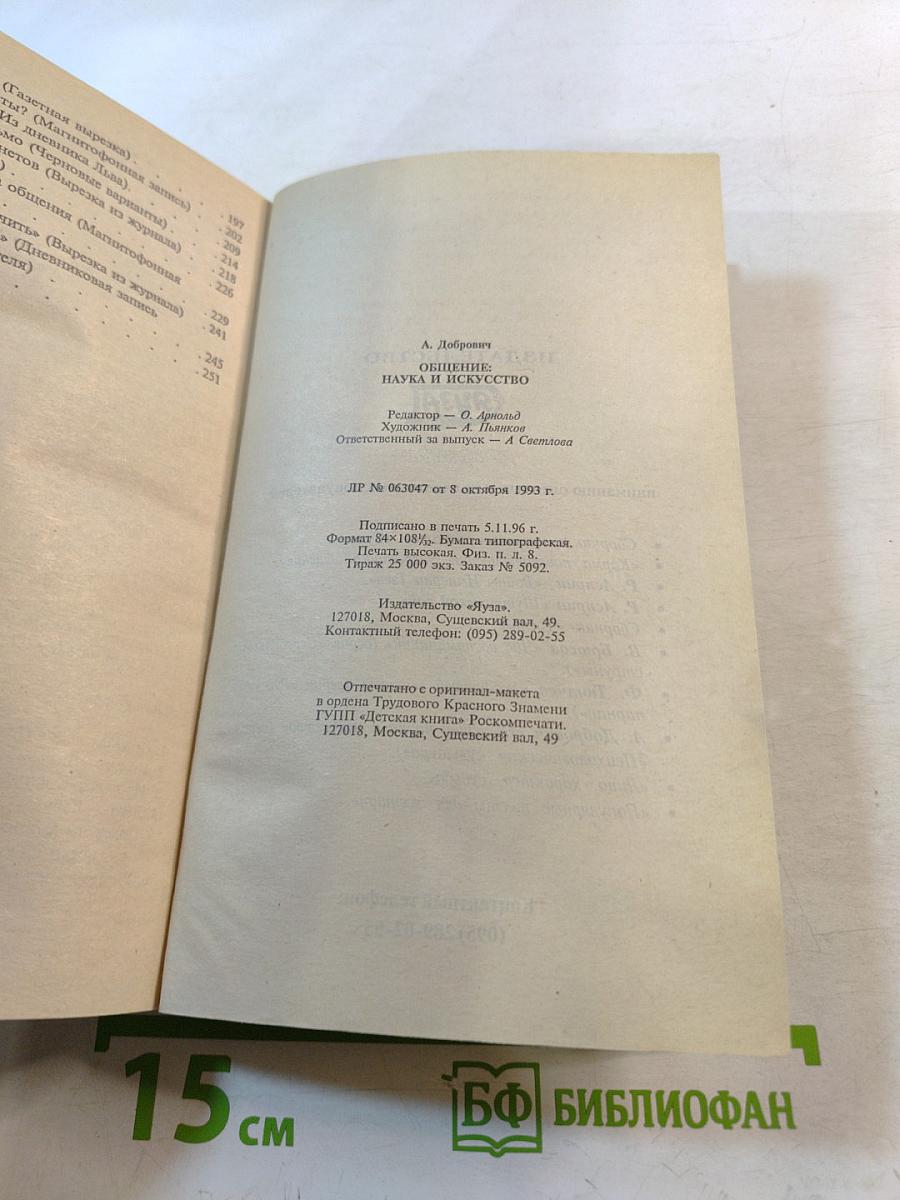 (Газетная вырезка)
ты? (Магнитофонная запись) . 197
Из дневника Льва). . 202
ьмо (Черновые варианты) . 209
нетов (Вырезка из журнала) . 214
) . 218
общения (Магнитофонная
. 226
чить» (Вырезка из журнала) . 229
» (Дневниковая запись . 241
теля)
. 245
. 251
А. Добрович
ОБЩЕНИЕ:
НАУКА И ИСКУССТВО
Редактор — О. Арнольд
Художник — А. Пьянков
Ответственный за выпуск — А Светлова
ЛР № 063047 от 8 октября 1993 г.
Подписано в печать 5.11.96 г.
Формат 84×108¹/₃₂. Бумага типографская.
Печать высокая. Физ. п. л. 8.
Тираж 25 000 экз. Заказ № 5092.
Издательство «Яуза».
127018, Москва, Сущевский вал, 49.
Контактный телефон: (095) 289-02-55
Отпечатано с оригинал-макета
в ордена Трудового Красного Знамени
ГУПП «Детская книга» Роскомпечати.
127018, Москва, Сущевский вал, 49
15 см
БФ БИБЛИОФАН